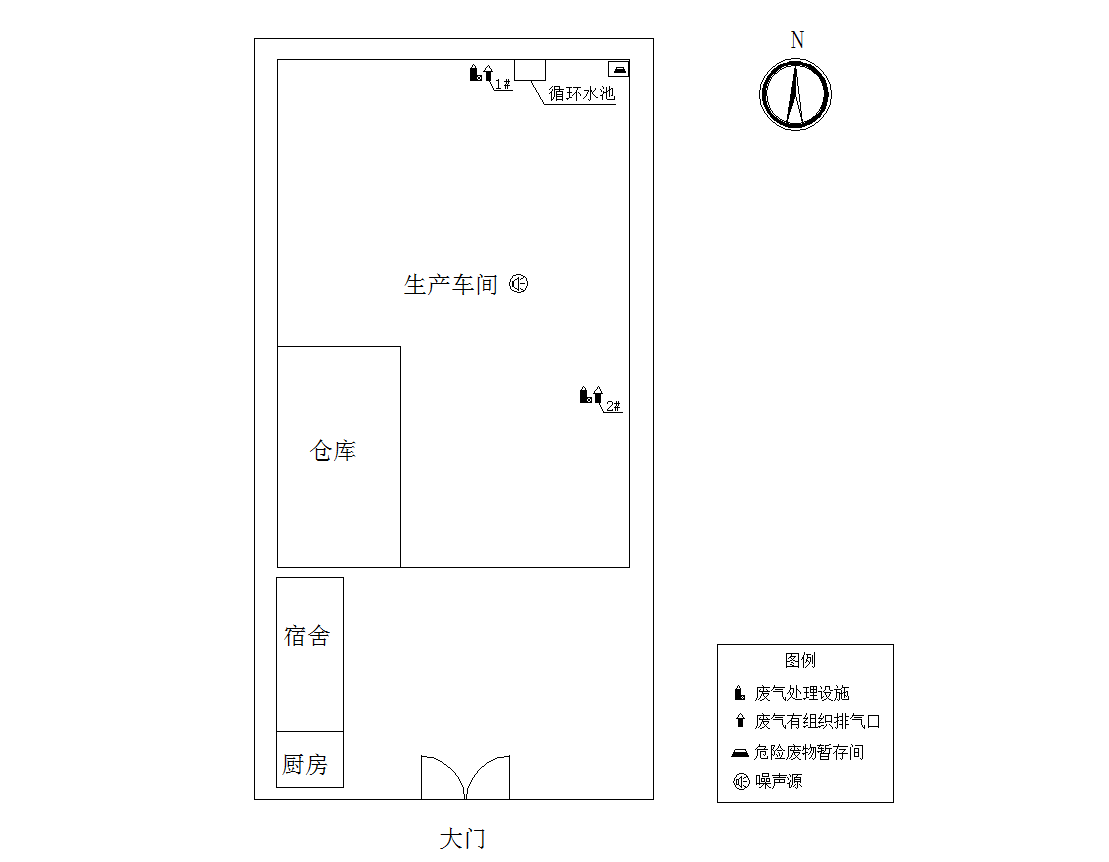 N
1#
循环水池
生产车间
2#
仓库
宿舍
厨房
大门
图例
废气处理设施
废气有组织排气口
危险废物暂存间
噪声源